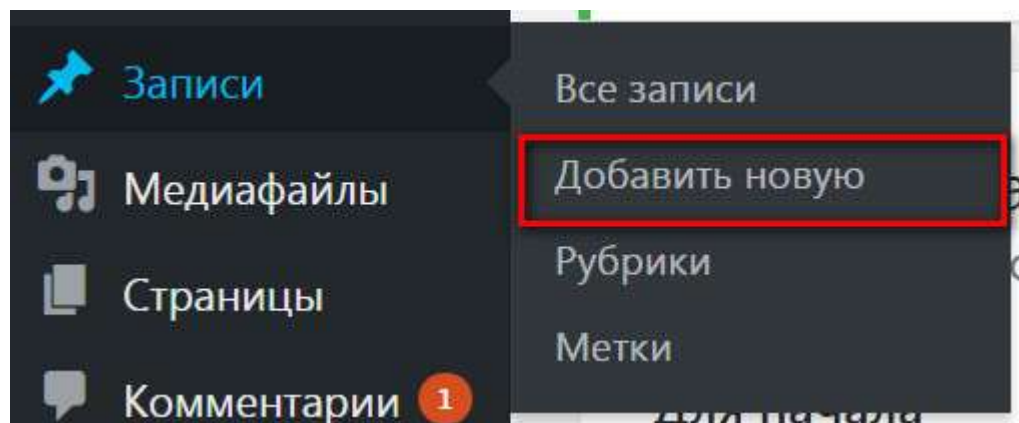 Записи
Медиафайлы
Страницы
Комментарии 1
Все записи
Добавить новую
Рубрики
Метки